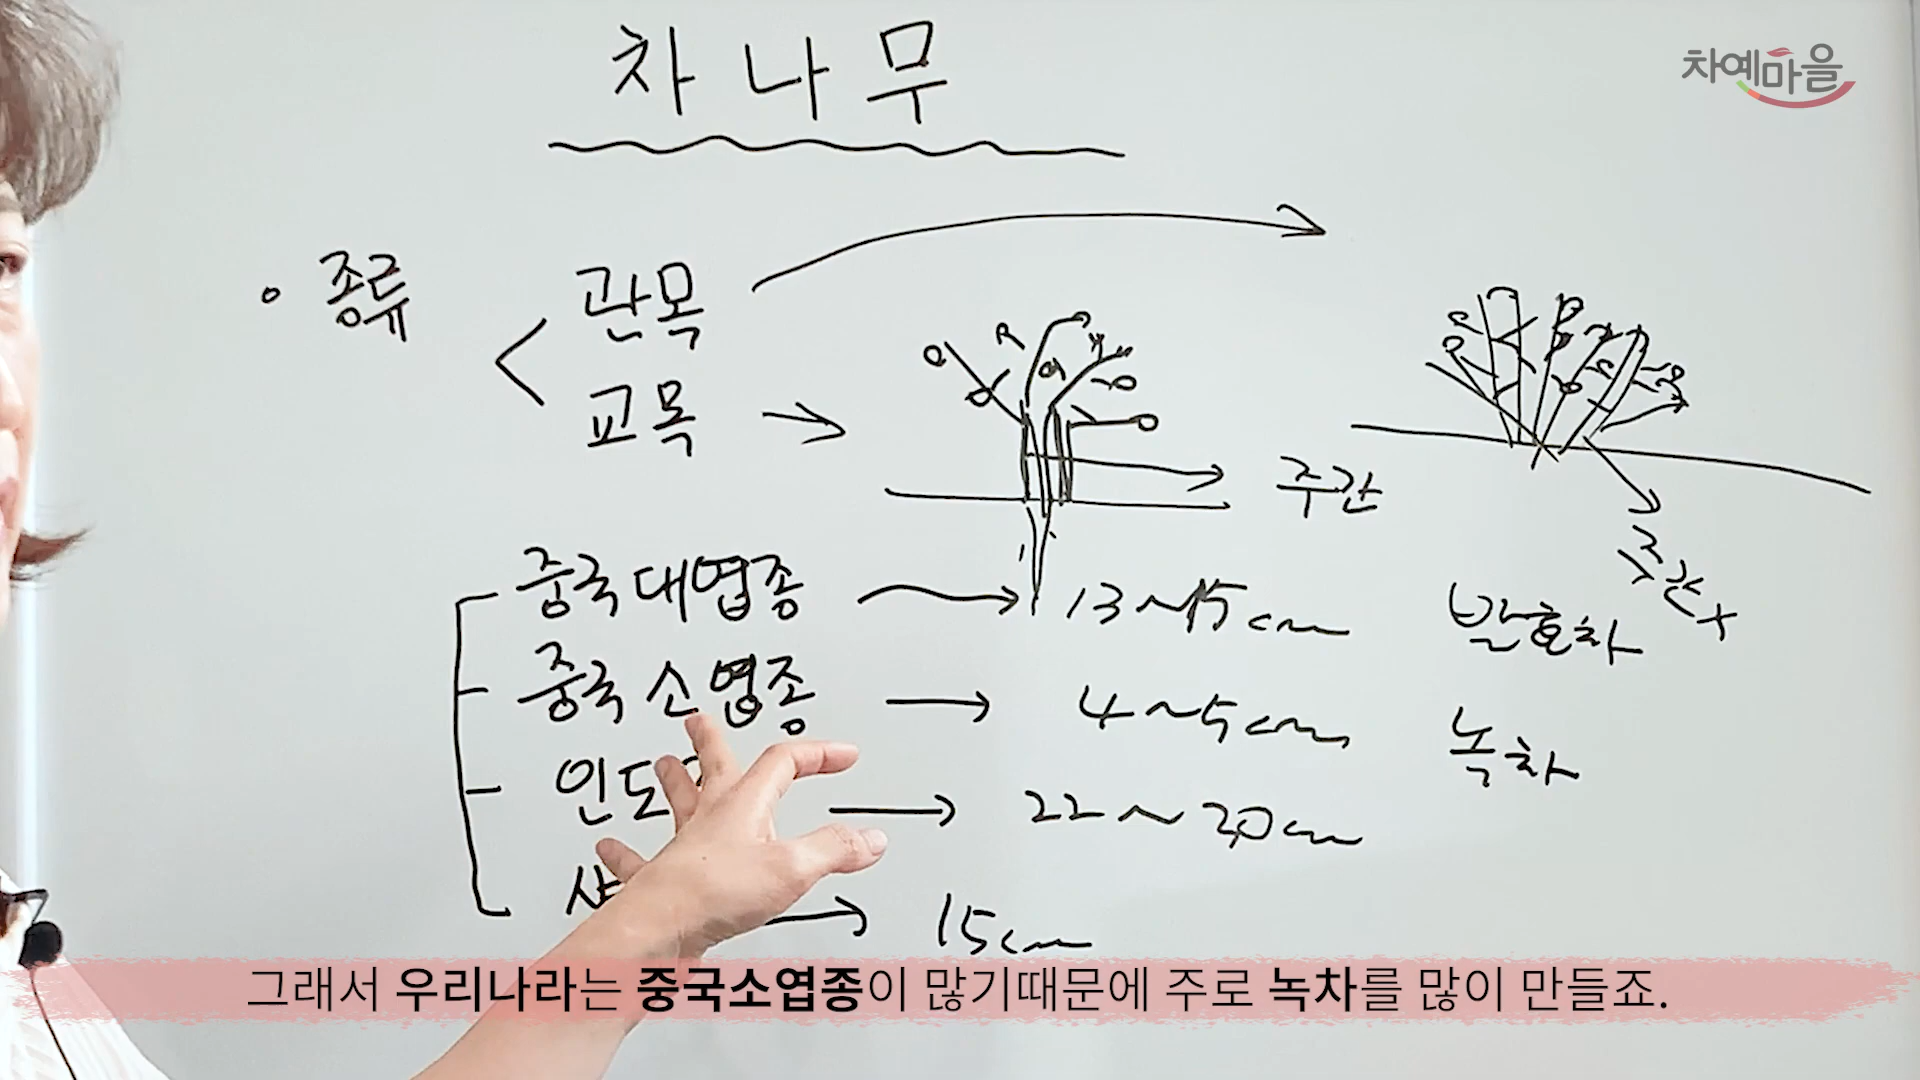 차나무
차예마을
종류
관목
교목
주간
주간 x
중국대엽종 13~15cm 발효차
중국소엽종 4~5cm 녹차
인도 22~30cm
15cm
그래서 우리나라는 중국소엽종이 많기때문에 주로 녹차를 많이 만들죠.